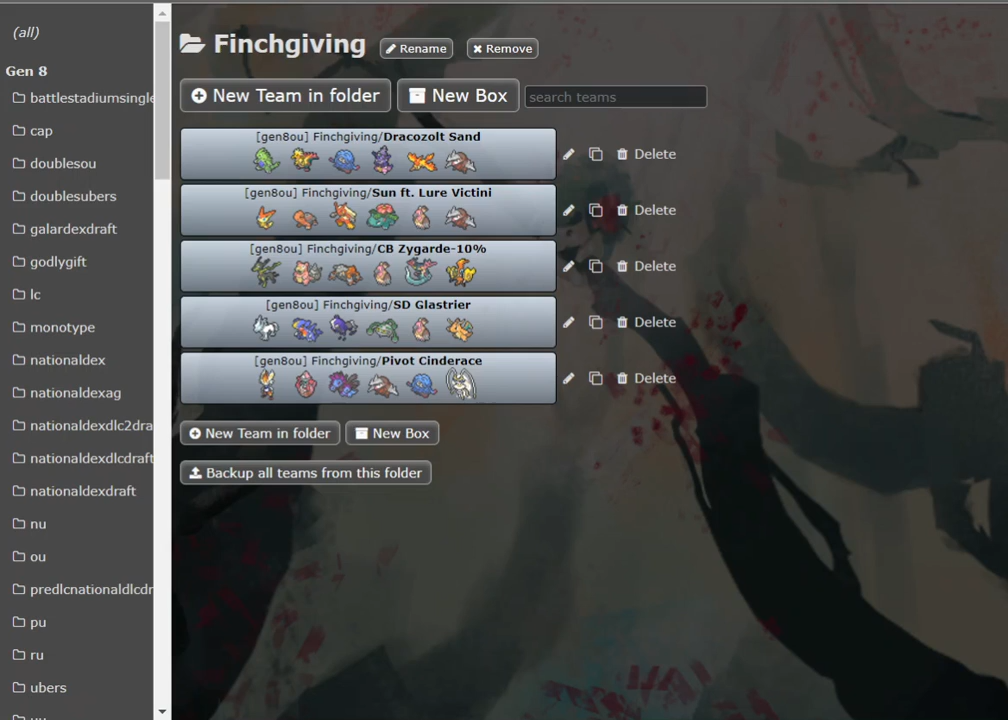 (all)
Gen 8
battlestadiumsingle
cap
doublesou
doublesubers
galardexdraft
godlygift
lc
monotype
nationaldex
nationaldexag
nationaldexdlc2dra
nationaldexdlcdraft
nationaldexdraft
nu
ou
predlcnationaldlcdr
pu
ru
ubers
Finchgiving
Rename
Remove
New Team in folder
New Box
search teams
[gen8ou] Finchgiving/Dracozolt Sand
Delete
[gen8ou] Finchgiving/Sun ft. Lure Victini
Delete
[gen8ou] Finchgiving/CB Zygarde-10%
Delete
[gen8ou] Finchgiving/SD Glastrier
Delete
[gen8ou] Finchgiving/Pivot Cinderace
Delete
New Team in folder
New Box
Backup all teams from this folder